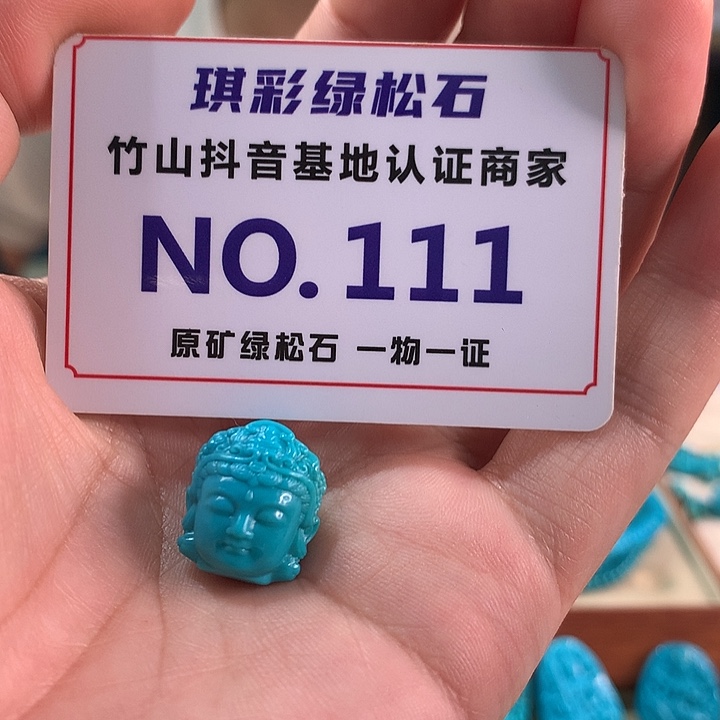 琪彩绿松石
竹山抖音基地认证商家
NO.111
原矿绿松石 一物一证